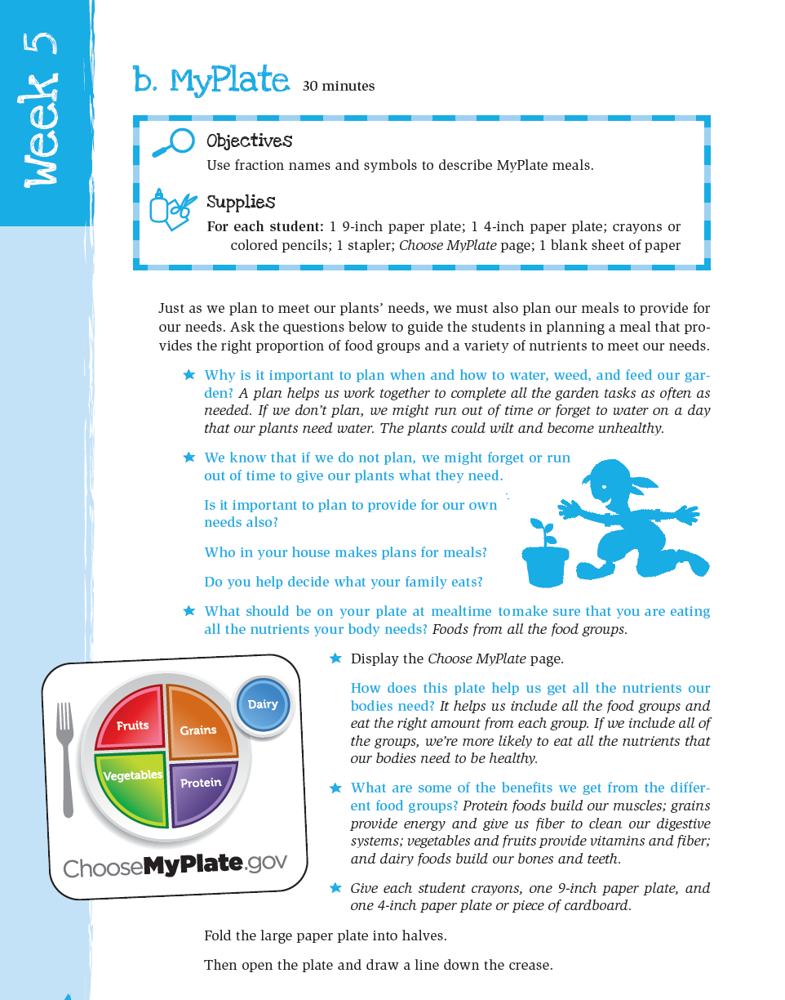 Week 5
b. MyPlate 30 minutes
Objectives
Use fraction names and symbols to describe MyPlate meals.
Supplies
For each student: 1 9-inch paper plate; 1 4-inch paper plate; crayons or
colored pencils; 1 stapler; Choose MyPlate page; 1 blank sheet of paper
Just as we plan to meet our plants’ needs, we must also plan our meals to provide for
our needs. Ask the questions below to guide the students in planning a meal that pro-
vides the right proportion of food groups and a variety of nutrients to meet our needs.
Why is it important to plan when and how to water, weed, and feed our gar-
den? A plan helps us work together to complete all the garden tasks as often as
needed. If we don’t plan, we might run out of time or forget to water on a day
that our plants need water. The plants could wilt and become unhealthy.
We know that if we do not plan, we might forget or run
out of time to give our plants what they need.
Is it important to plan to provide for our own
needs also?
Who in your house makes plans for meals?
Do you help decide what your family eats?
What should be on your plate at mealtime to make sure that you are eating
all the nutrients your body needs? Foods from all the food groups.
Display the Choose MyPlate page.
How does this plate help us get all the nutrients our
bodies need? It helps us include all the food groups and
eat the right amount from each group. If we include all of
the groups, we’re more likely to eat all the nutrients that
our bodies need to be healthy.
What are some of the benefits we get from the differ-
ent food groups? Protein foods build our muscles; grains
provide energy and give us fiber to clean our digestive
systems; vegetables and fruits provide vitamins and fiber;
and dairy foods build our bones and teeth.
Give each student crayons, one 9-inch paper plate, and
one 4-inch paper plate or piece of cardboard.
Dairy
Fruits
Grains
Vegetables
Protein
ChooseMyPlate.gov
Fold the large paper plate into halves.
Then open the plate and draw a line down the crease.